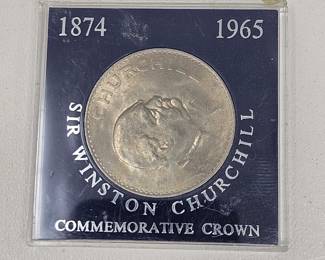 1874 1965
CHURCHILL
SIR WINSTON CHURCHILL
COMMEMORATIVE CROWN